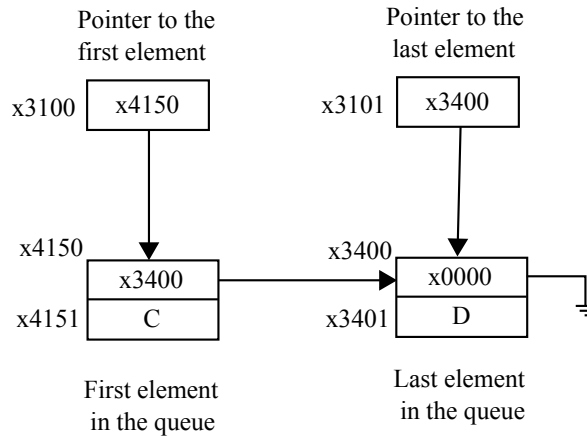 Pointer to the
first element
Pointer to the
last element
x3100
x4150
x3101
x3400
x4150
x3400
x3400
x0000
x4151
C
x3401
D
First element
in the queue
Last element
in the queue